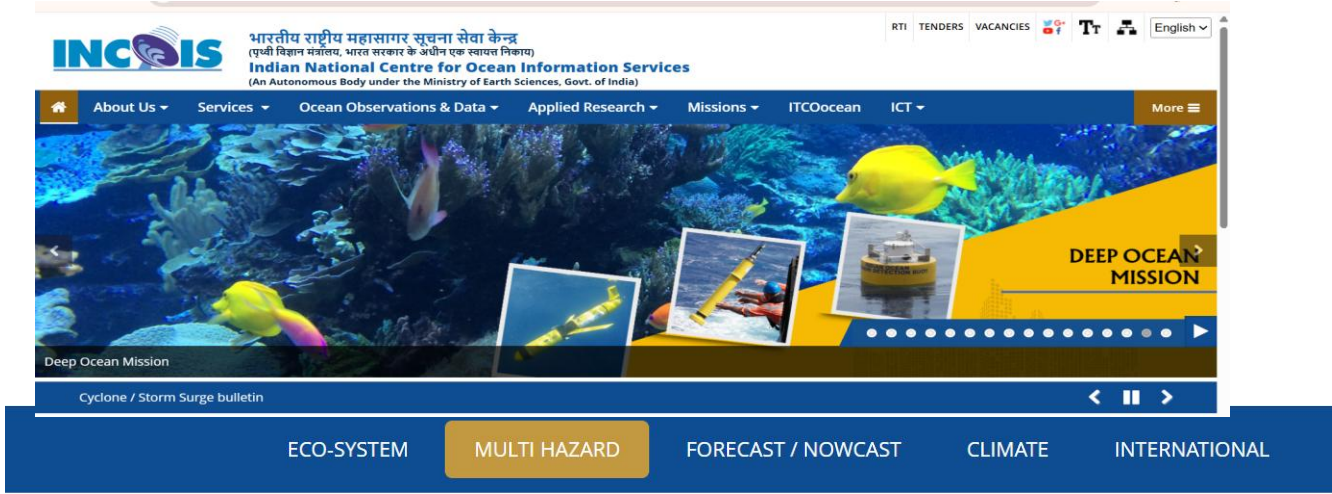 RTI TENDERS VACANCIES English
INCOIS
भारतीय राष्ट्रीय महासागर सूचना सेवा केन्द्र
(पृथ्वी विज्ञान मंत्रालय, भारत सरकार के अधीन एक स्वायत्त निकाय)
Indian National Centre for Ocean Information Services
(An Autonomous Body under the Ministry of Earth Sciences, Govt. of India)
About Us Services Ocean Observations & Data Applied Research Missions ITCOocean ICT More
DEEP OCEAN
MISSION
Deep Ocean Mission
Cyclone / Storm Surge bulletin
ECO-SYSTEM MULTI HAZARD FORECAST / NOWCAST CLIMATE INTERNATIONAL